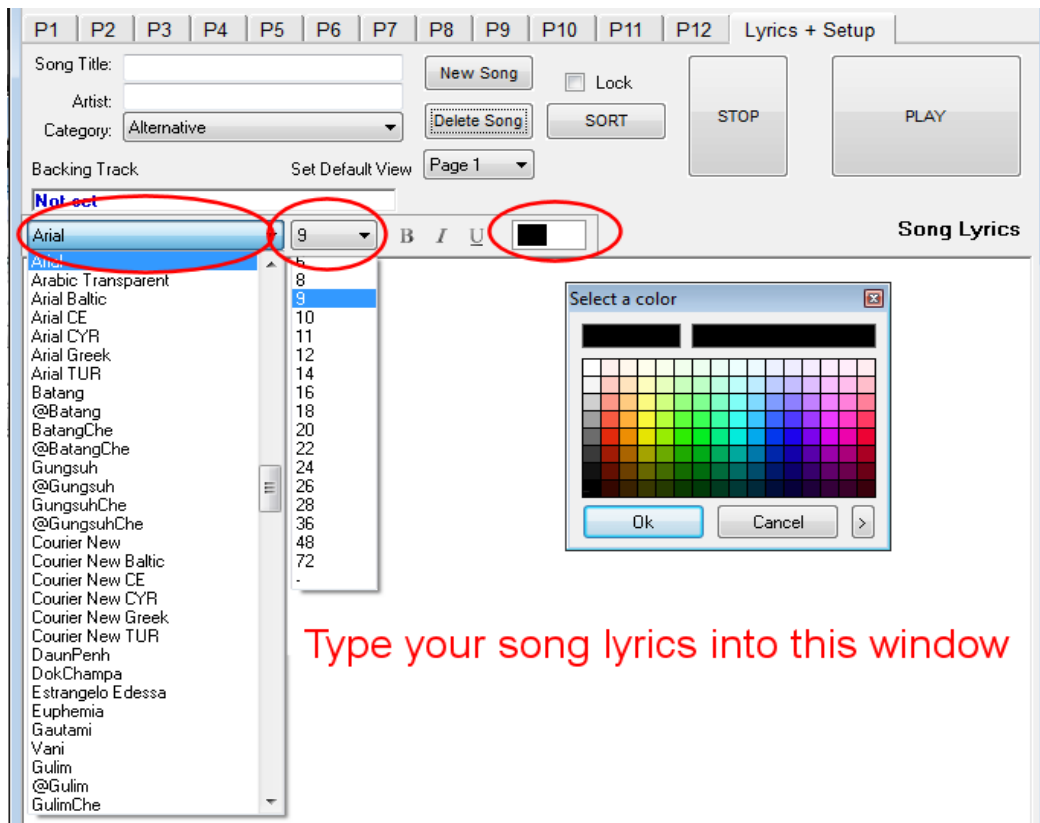 P1 P2 P3 P4 P5 P6 P7 P8 P9 P10 P11 P12 Lyrics + Setup
Song Title:
New Song
Lock
STOP
PLAY
Artist:
Delete Song
SORT
Category: Alternative
Backing Track
Set Default View Page 1
Not set
Arial 9 B I U
Song Lyrics
Arial
Arabic Transparent
Arial Baltic
Arial CE
Arial CYR
Arial Greek
Arial TUR
Batang
@Batang
BatangChe
@BatangChe
Gungsuh
@Gungsuh
GungsuhChe
@GungsuhChe
Courier New
Courier New Baltic
Courier New CE
Courier New CYR
Courier New Greek
Courier New TUR
DaunPenh
DokChampa
Estrangelo Edessa
Euphemia
Gautami
Vani
Gulim
@Gulim
GulimChe
8
9
10
11
12
14
16
18
20
22
24
26
28
36
48
72
-
Select a color
Ok Cancel >
Type your song lyrics into this window